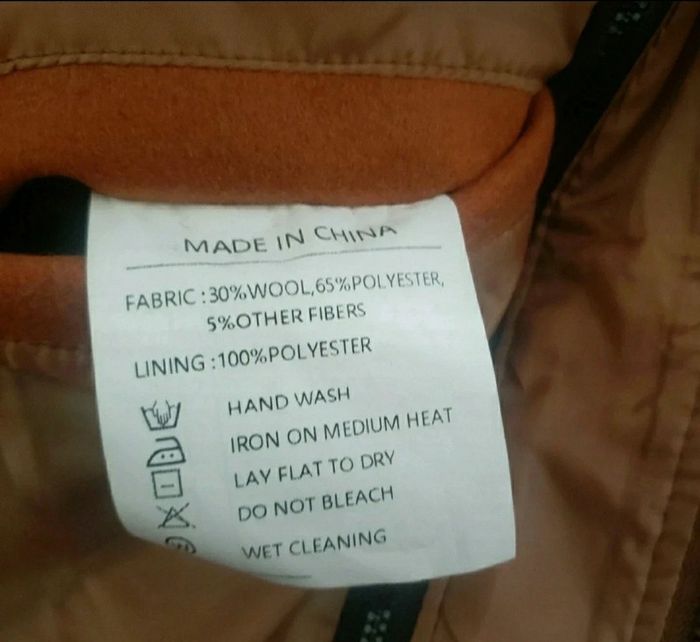 MADE IN CHINA
FABRIC :30%WOOL,65%POLYESTER,
5%OTHER FIBERS
LINING :100%POLYESTER
HAND WASH
IRON ON MEDIUM HEAT
LAY FLAT TO DRY
DO NOT BLEACH
WET CLEANING